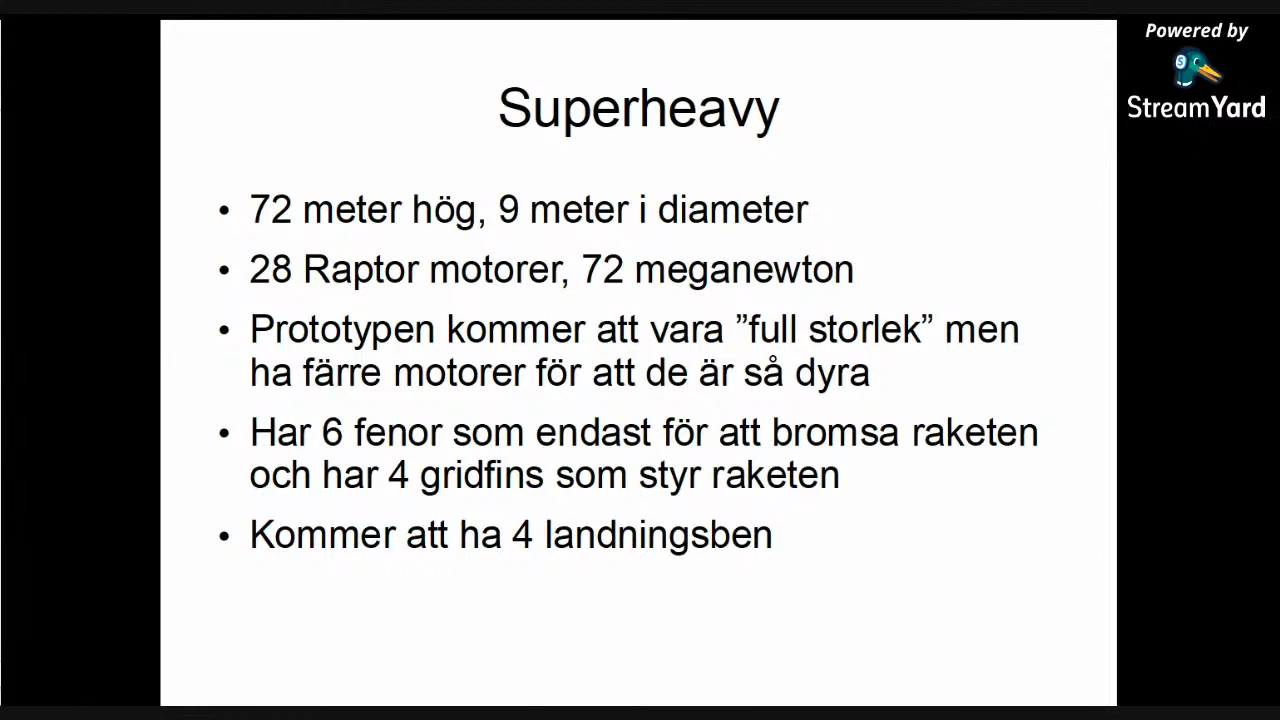 Powered by
StreamYard
Superheavy
• 72 meter hög, 9 meter i diameter
• 28 Raptor motorer, 72 meganewton
• Prototypen kommer att vara ”full storlek” men
ha färre motorer för att de är så dyra
• Har 6 fenor som endast för att bromsa raketen
och har 4 gridfins som styr raketen
• Kommer att ha 4 landningsben